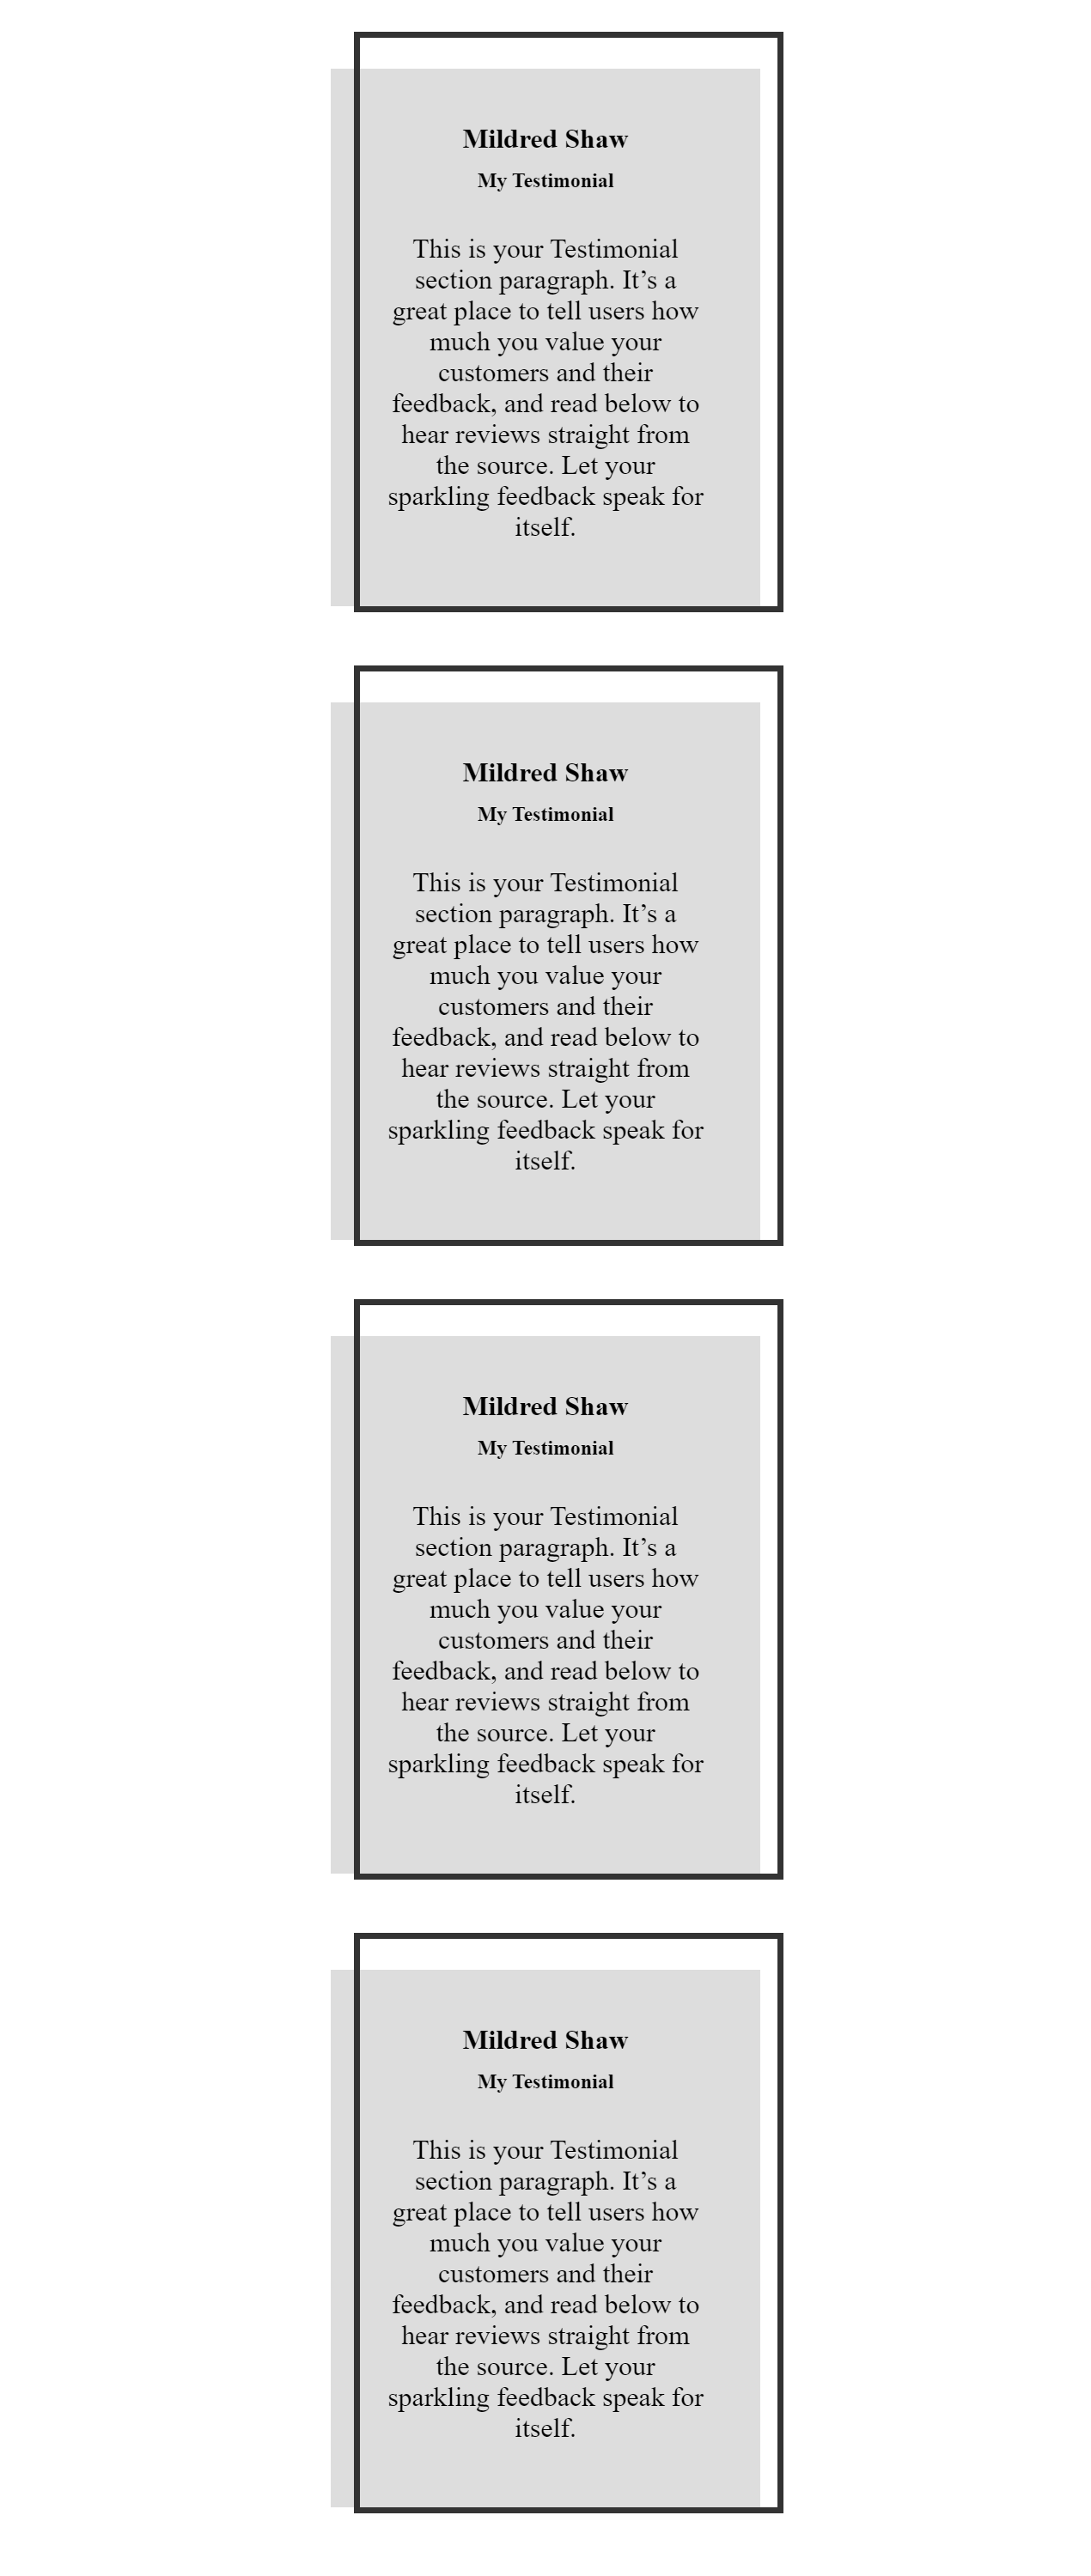 Mildred Shaw
My Testimonial
This is your Testimonial
section paragraph. It’s a
great place to tell users how
much you value your
customers and their
feedback, and read below to
hear reviews straight from
the source. Let your
sparkling feedback speak for
itself.
Mildred Shaw
My Testimonial
This is your Testimonial
section paragraph. It’s a
great place to tell users how
much you value your
customers and their
feedback, and read below to
hear reviews straight from
the source. Let your
sparkling feedback speak for
itself.
Mildred Shaw
My Testimonial
This is your Testimonial
section paragraph. It’s a
great place to tell users how
much you value your
customers and their
feedback, and read below to
hear reviews straight from
the source. Let your
sparkling feedback speak for
itself.
Mildred Shaw
My Testimonial
This is your Testimonial
section paragraph. It’s a
great place to tell users how
much you value your
customers and their
feedback, and read below to
hear reviews straight from
the source. Let your
sparkling feedback speak for
itself.